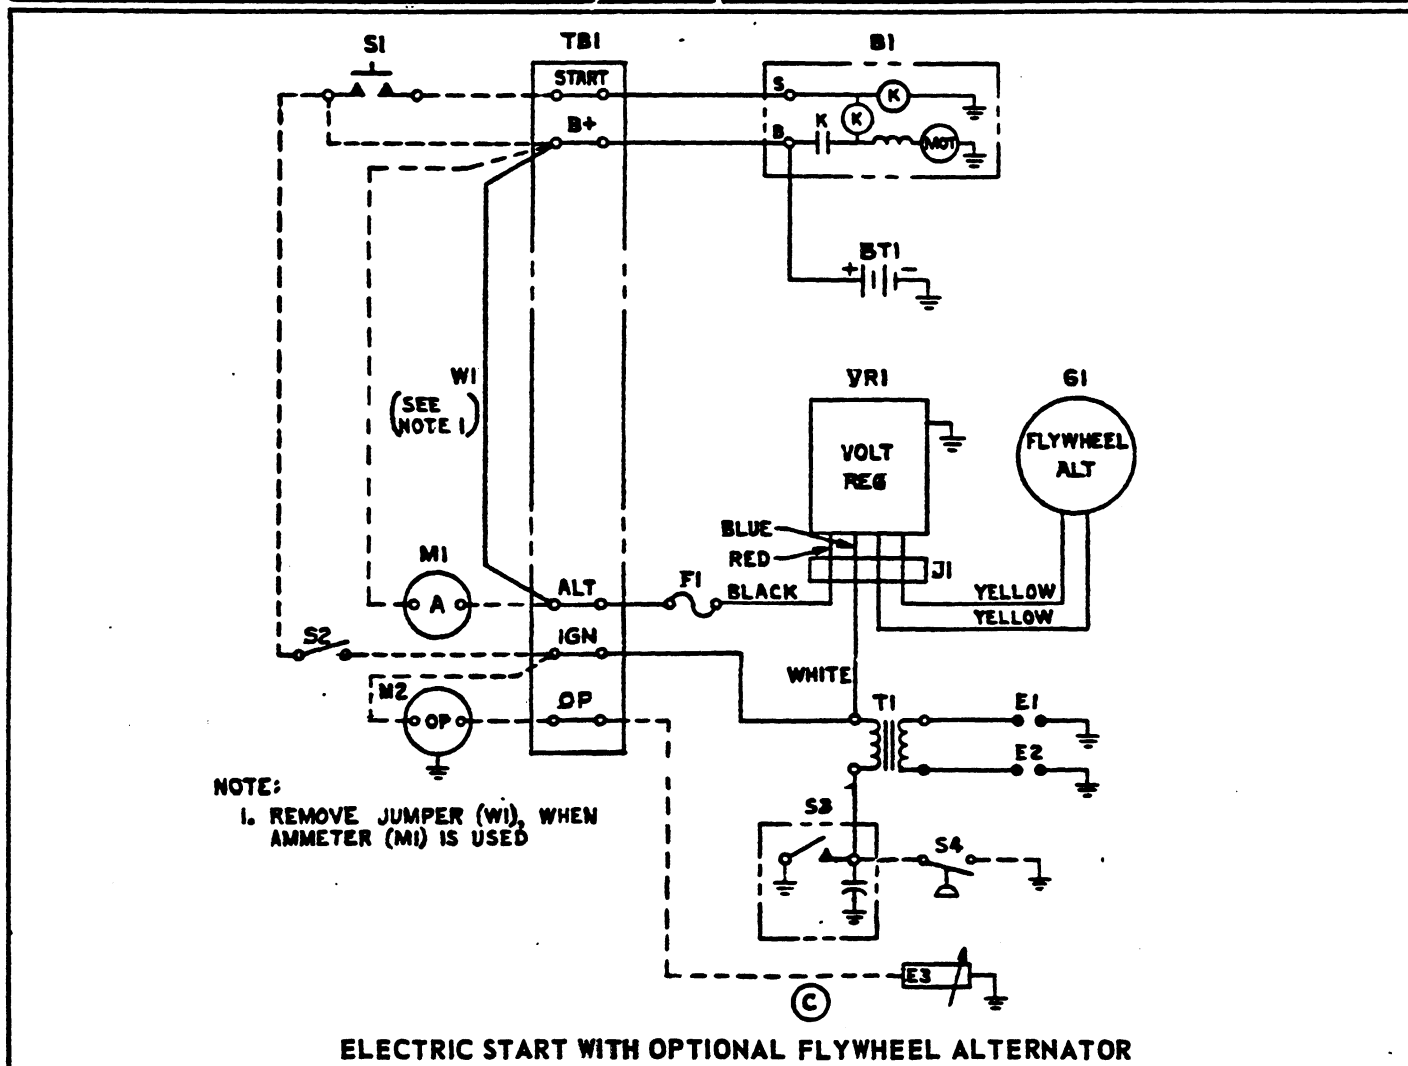 S1
TB1
B1
START
S
K
B+
K
K
B
MOT
BT1
+
−
W1
(SEE
NOTE 1)
VR1
G1
VOLT
REG
FLYWHEEL
ALT
BLUE
RED
J1
M1
A
ALT
F1
BLACK
YELLOW
YELLOW
S2
IGN
WHITE
M2
OP
OP
T1
E1
E2
NOTE:
1. REMOVE JUMPER (W1), WHEN
AMMETER (M1) IS USED
S3
S4
E3
C
ELECTRIC START WITH OPTIONAL FLYWHEEL ALTERNATOR